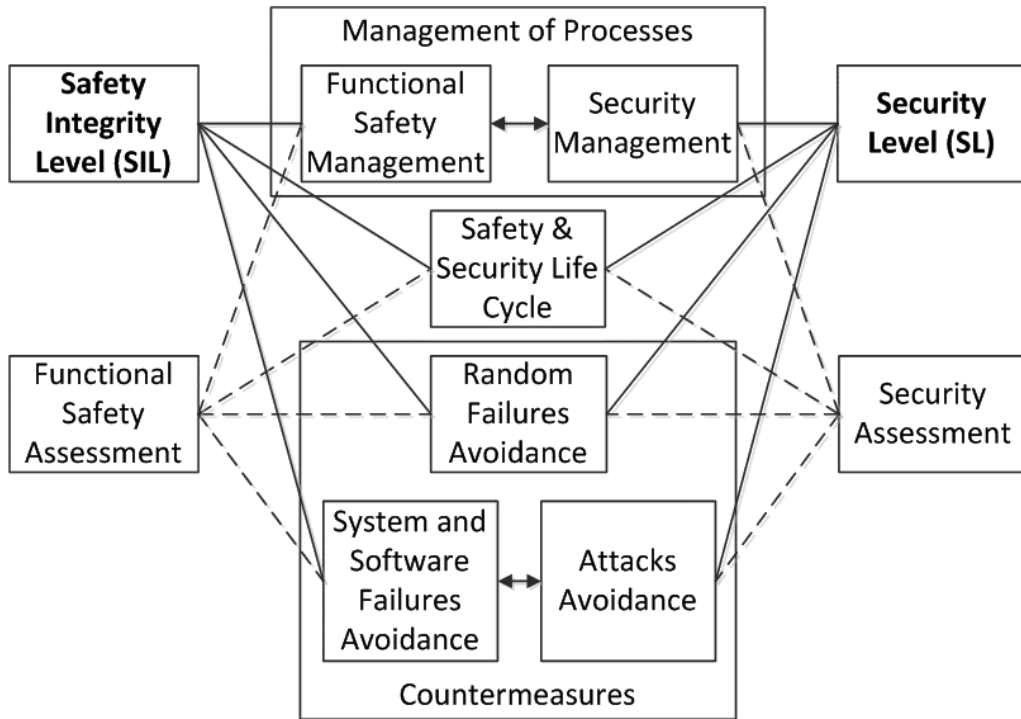 Management of Processes
Safety
Integrity
Level (SIL)
Functional
Safety
Management
Security
Management
Security
Level (SL)
Safety &
Security Life
Cycle
Functional
Safety
Assessment
Random
Failures
Avoidance
Security
Assessment
System and
Software
Failures
Avoidance
Attacks
Avoidance
Countermeasures